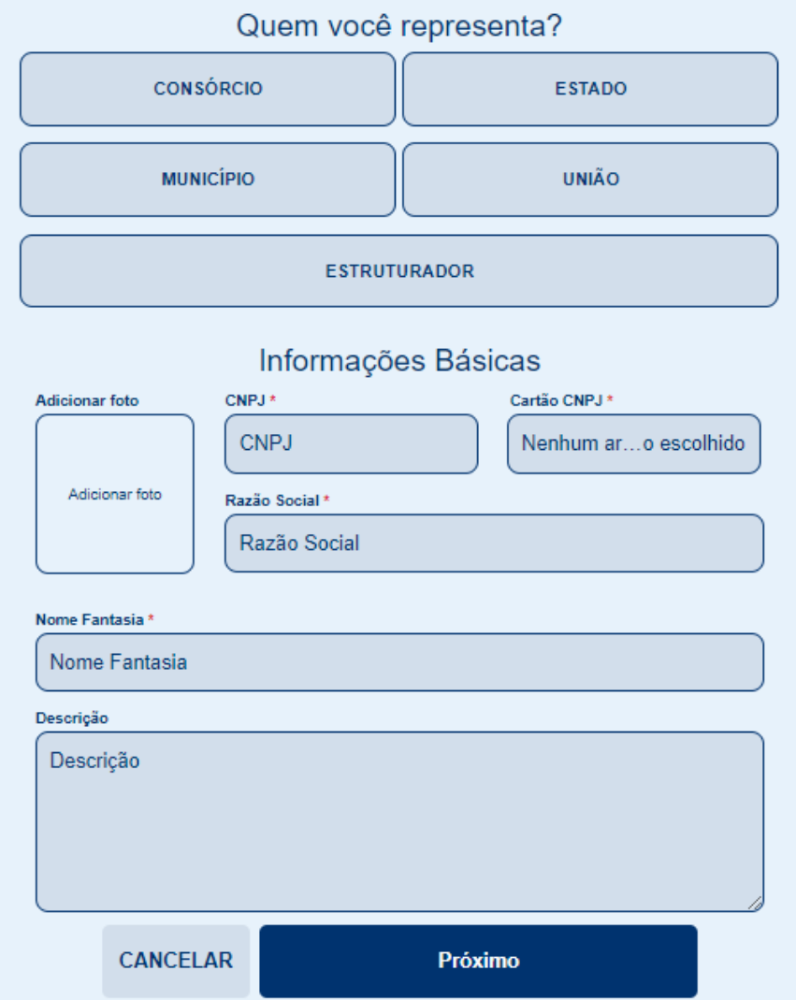 Quem você representa?
CONSÓRCIO ESTADO
MUNICÍPIO UNIÃO
ESTRUTURADOR
Informações Básicas
Adicionar foto CNPJ * Cartão CNPJ *
CNPJ Nenhum ar...o escolhido
Adicionar foto
Razão Social *
Razão Social
Nome Fantasia *
Nome Fantasia
Descrição
Descrição
CANCELAR Próximo